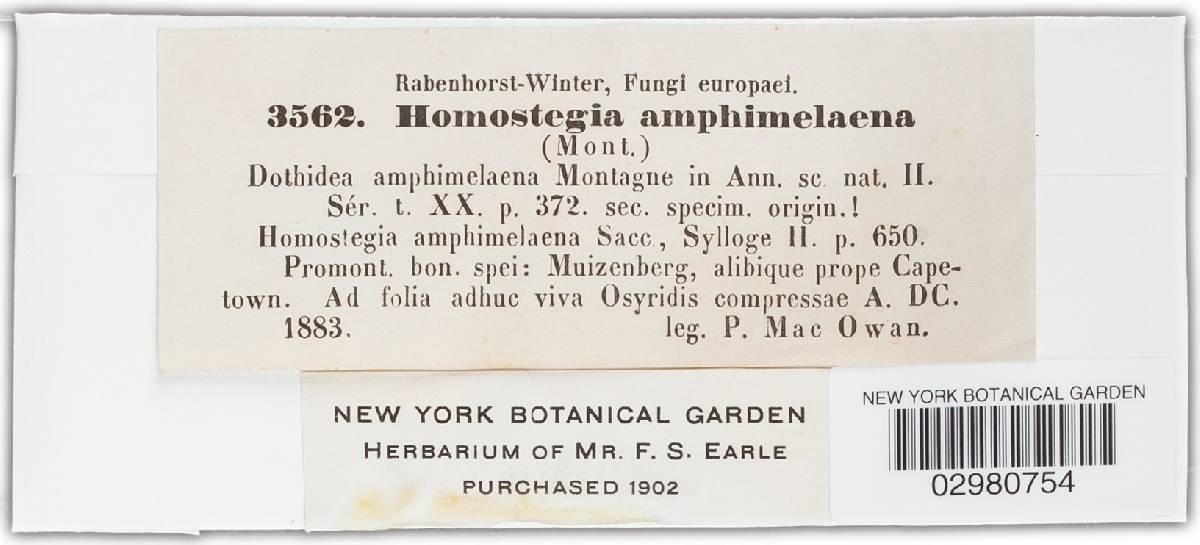 Rabenhorst-Winter, Fungi europaei.
3562. Homostegia amphimelaena
(Mont.)
Dothidea amphimelaena Montagne in Ann. sc. nat. II.
Sér. t. XX. p. 372. sec. specim. origin.!
Homostegia amphimelaena Sacc., Sylloge II. p. 650.
Promont. bon. spei: Muizenberg, alibique prope Cape-
town. Ad folia adhuc viva Osyridis compressae A. DC.
1883. leg. P. Mac Owan.
NEW YORK BOTANICAL GARDEN
HERBARIUM OF MR. F. S. EARLE
PURCHASED 1902
NEW YORK BOTANICAL GARDEN
02980754